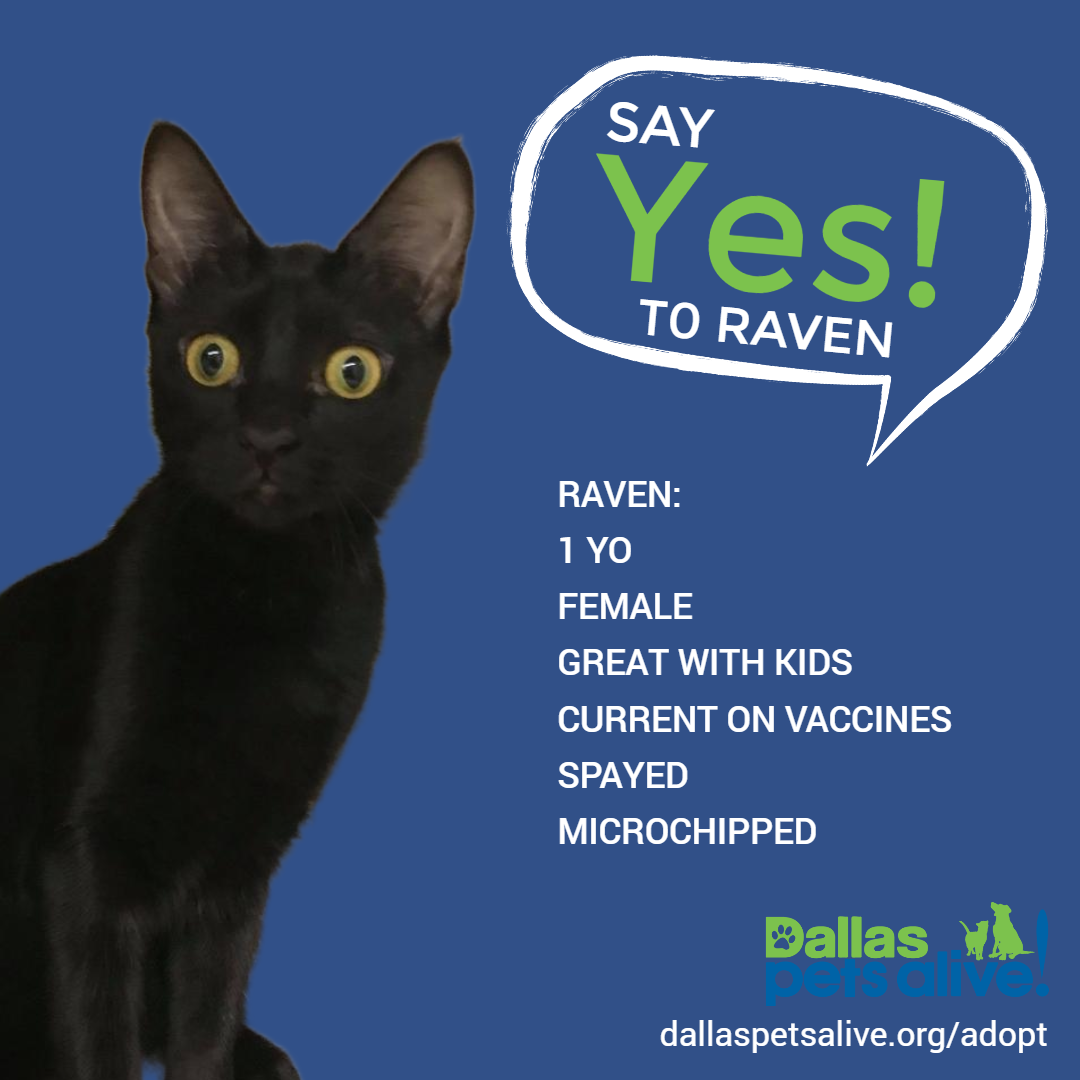 SAY
Yes!
TO RAVEN
RAVEN:
1 YO
FEMALE
GREAT WITH KIDS
CURRENT ON VACCINES
SPAYED
MICROCHIPPED
Dallas
pets alive!
dallaspetsalive.org/adopt